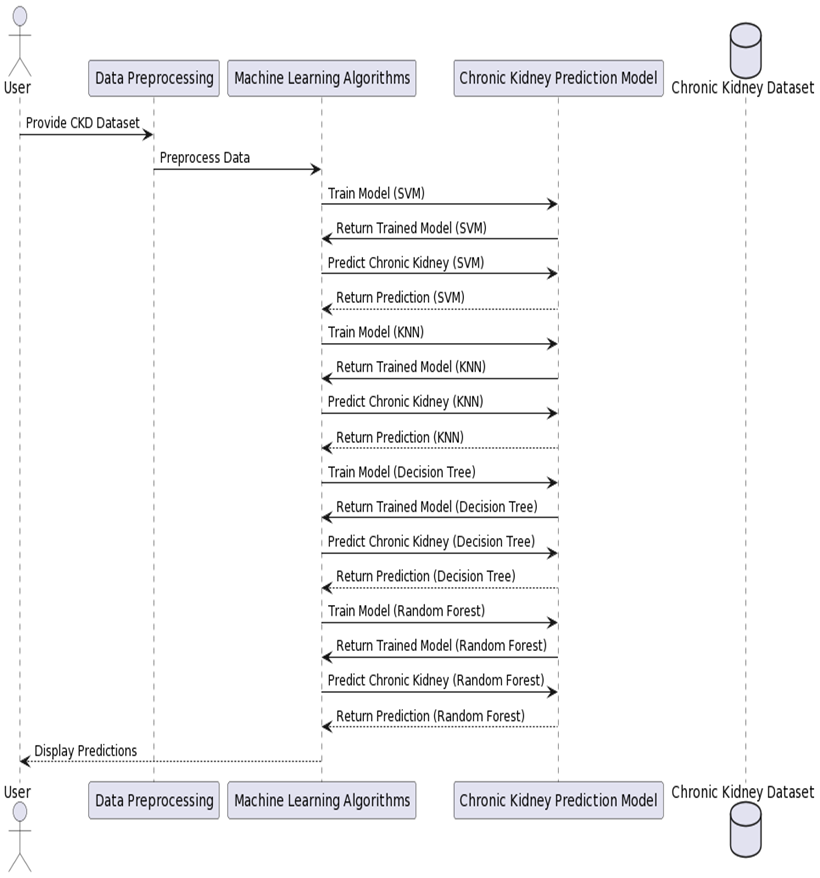 User
Data Preprocessing
Machine Learning Algorithms
Chronic Kidney Prediction Model
Chronic Kidney Dataset
Provide CKD Dataset
Preprocess Data
Train Model (SVM)
Return Trained Model (SVM)
Predict Chronic Kidney (SVM)
Return Prediction (SVM)
Train Model (KNN)
Return Trained Model (KNN)
Predict Chronic Kidney (KNN)
Return Prediction (KNN)
Train Model (Decision Tree)
Return Trained Model (Decision Tree)
Predict Chronic Kidney (Decision Tree)
Return Prediction (Decision Tree)
Train Model (Random Forest)
Return Trained Model (Random Forest)
Predict Chronic Kidney (Random Forest)
Return Prediction (Random Forest)
Display Predictions
User
Data Preprocessing
Machine Learning Algorithms
Chronic Kidney Prediction Model
Chronic Kidney Dataset